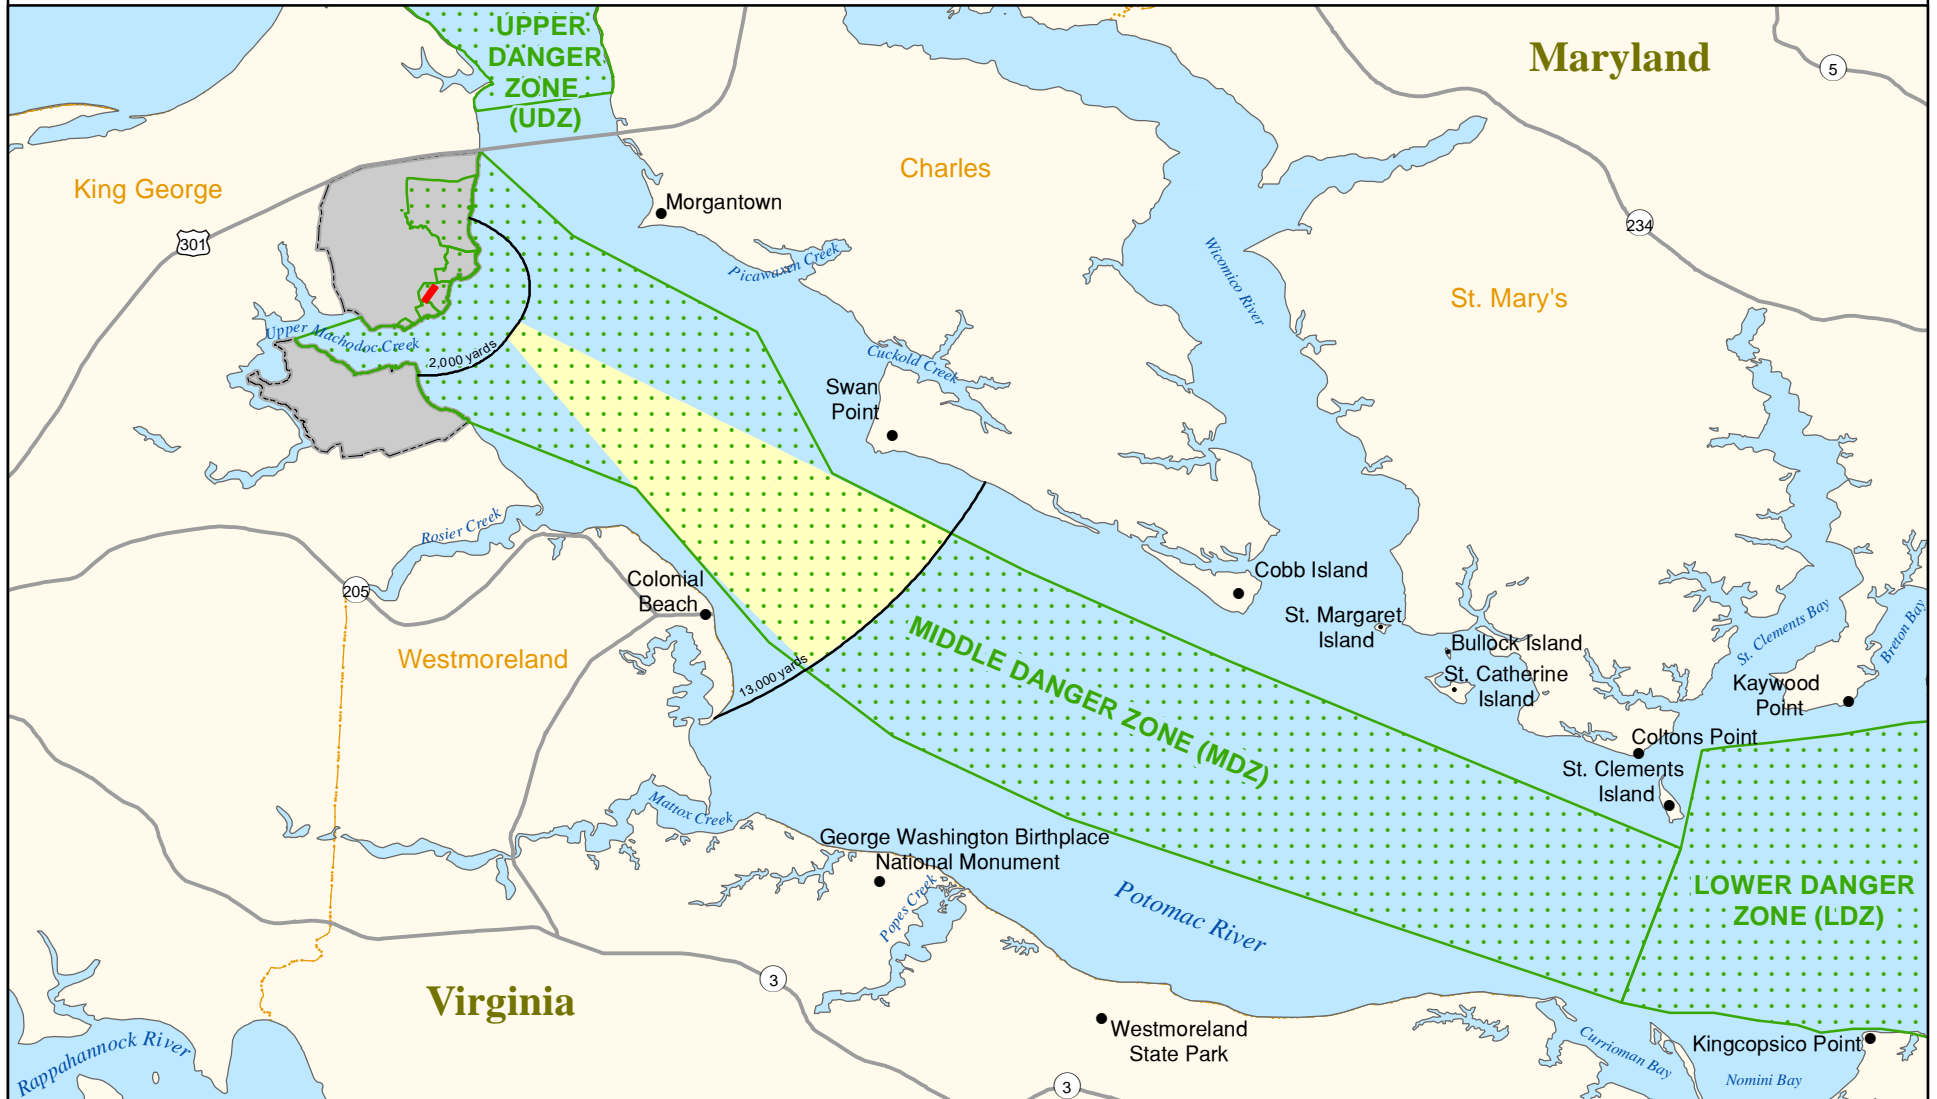 UPPER
DANGER
ZONE
(UDZ)
Maryland
5
King George
Charles
Morgantown
301
234
Picawaxen Creek
Wicomico River
St. Mary's
Upper Machodoc Creek
2,000 yards
Cuckold Creek
Swan
Point
Rosier Creek
205
Colonial
Beach
Cobb Island
St. Margaret
Island
Bullock Island
St. Catherine
Island
St. Clements Bay
Breton Bay
Westmoreland
13,000 yards
MIDDLE DANGER ZONE (MDZ)
Kaywood
Point
Coltons Point
St. Clements
Island
Mattox Creek
George Washington Birthplace
National Monument
Popes Creek
Potomac River
LOWER DANGER
ZONE (LDZ)
Virginia
3
Westmoreland
State Park
Rappahannock River
Currioman Bay
Kingcopsico Point
Nomini Bay
3